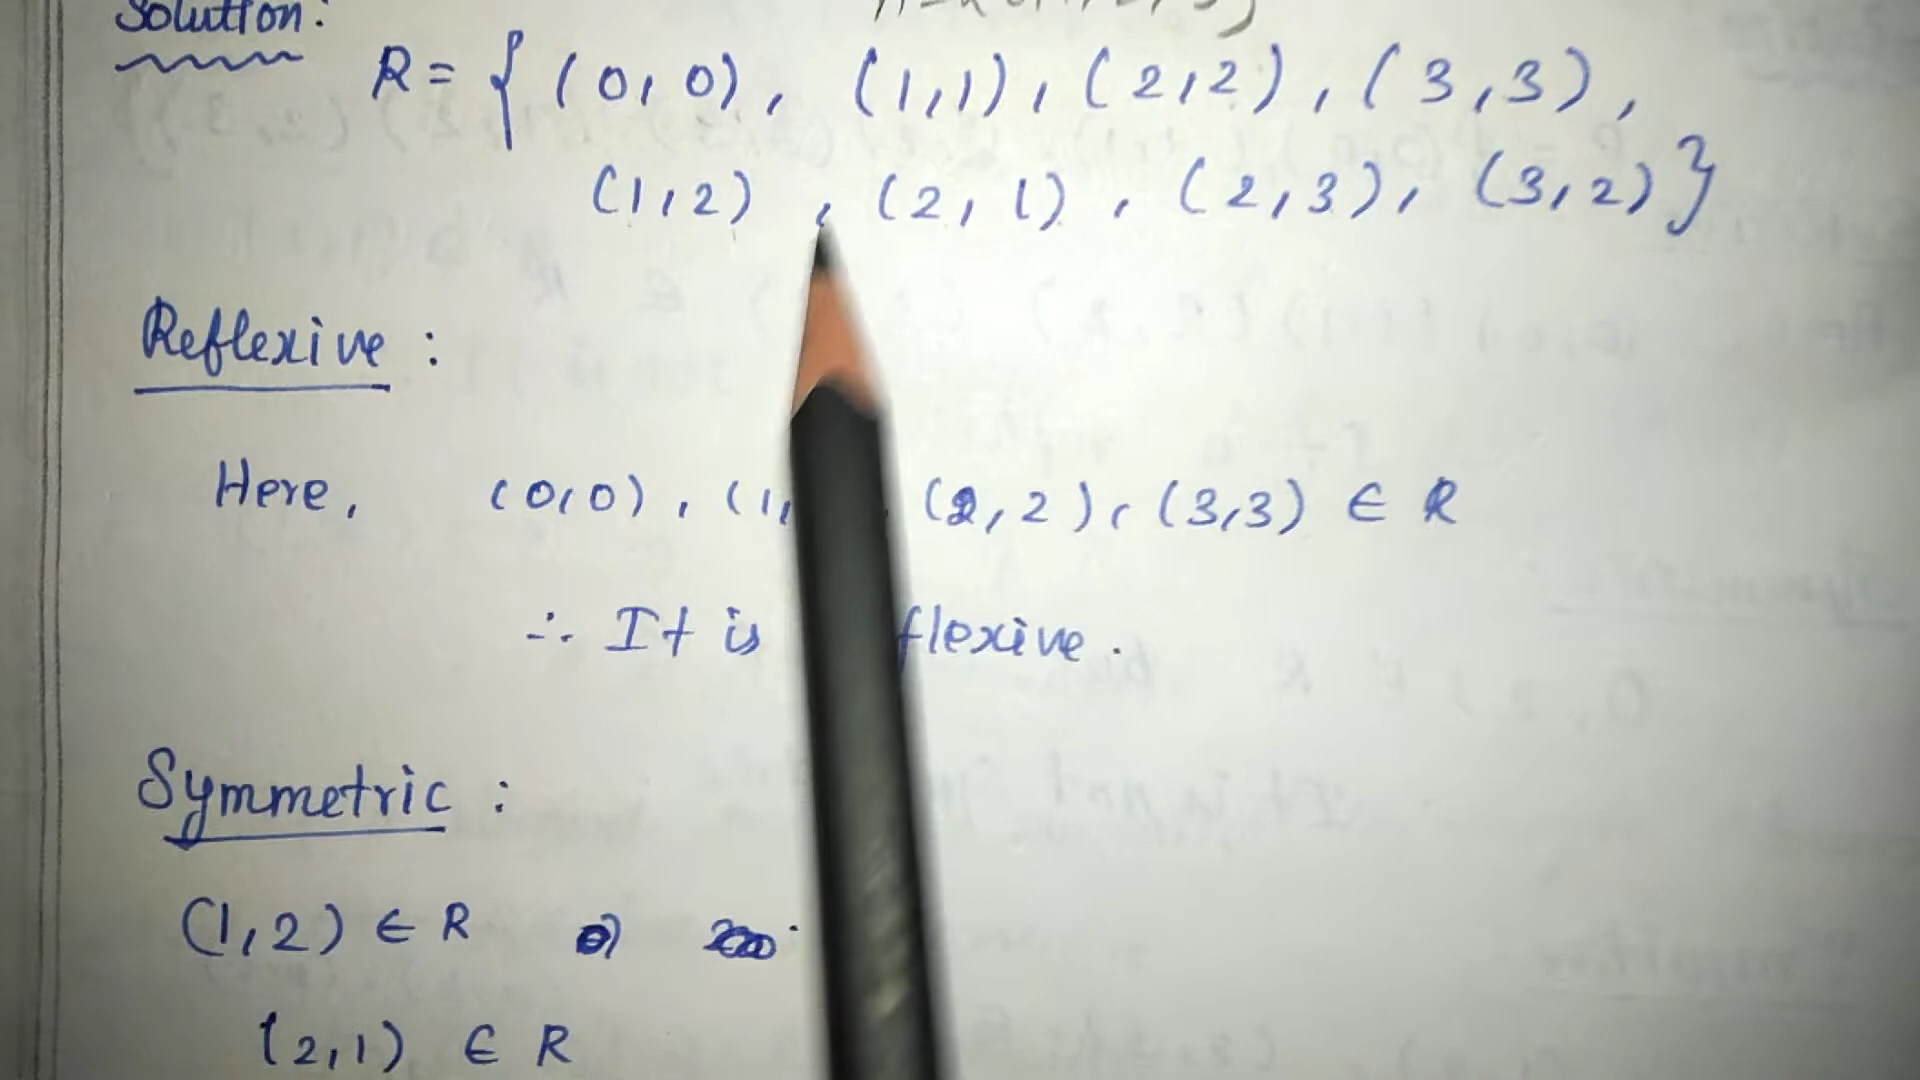 Solution:
R = { (0,0), (1,1), (2,2), (3,3),
(1,2), (2,1), (2,3), (3,2) }
Reflexive :
Here, (0,0), (1, (2,2), (3,3) ∈ R
∴ It is flexive.
Symmetric :
(1,2) ∈ R
(2,1) ∈ R